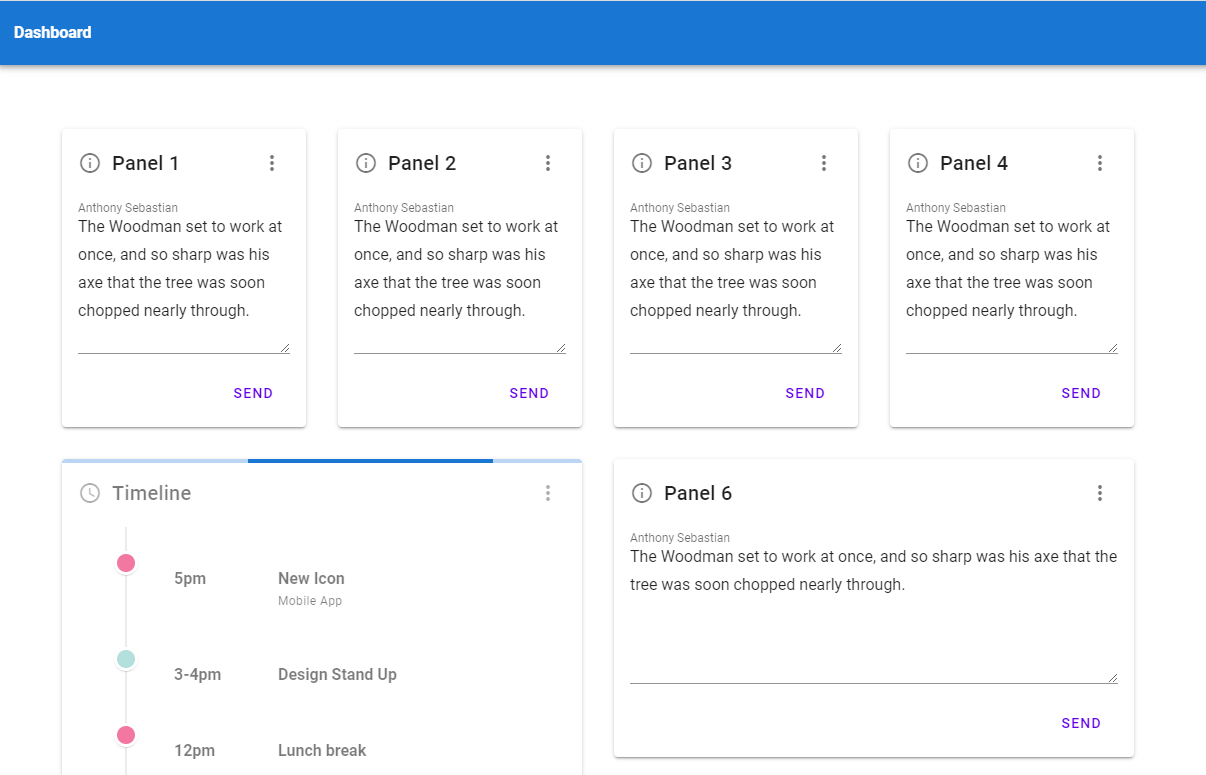 Dashboard
Panel 1
Anthony Sebastian
The Woodman set to work at
once, and so sharp was his
axe that the tree was soon
chopped nearly through.
SEND
Panel 2
Anthony Sebastian
The Woodman set to work at
once, and so sharp was his
axe that the tree was soon
chopped nearly through.
SEND
Panel 3
Anthony Sebastian
The Woodman set to work at
once, and so sharp was his
axe that the tree was soon
chopped nearly through.
SEND
Panel 4
Anthony Sebastian
The Woodman set to work at
once, and so sharp was his
axe that the tree was soon
chopped nearly through.
SEND
Timeline
5pm New Icon
Mobile App
3-4pm Design Stand Up
12pm Lunch break
Panel 6
Anthony Sebastian
The Woodman set to work at once, and so sharp was his axe that the
tree was soon chopped nearly through.
SEND